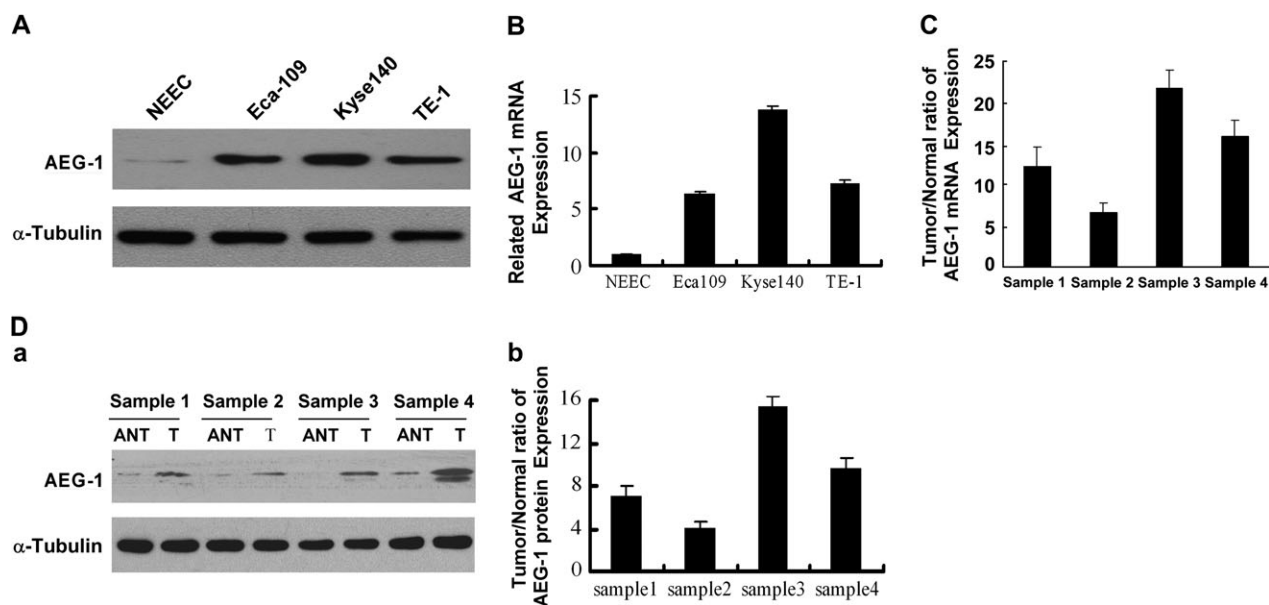 A
NEEC Eca-109 Kyse140 TE-1
AEG-1
α-Tubulin
B
Related AEG-1 mRNA
Expression
15
10
5
0
NEEC Eca109 Kyse140 TE-1
C
Tumor/Normal ratio of
AEG-1 mRNA Expression
25
20
15
10
5
0
Sample 1 Sample 2 Sample 3 Sample 4
D
a
Sample 1 Sample 2 Sample 3 Sample 4
ANT T ANT T ANT T ANT T
AEG-1
α-Tubulin
b
Tumor/Normal ratio of
AEG-1 protein Expression
16
12
8
4
0
sample1 sample2 sample3 sample4